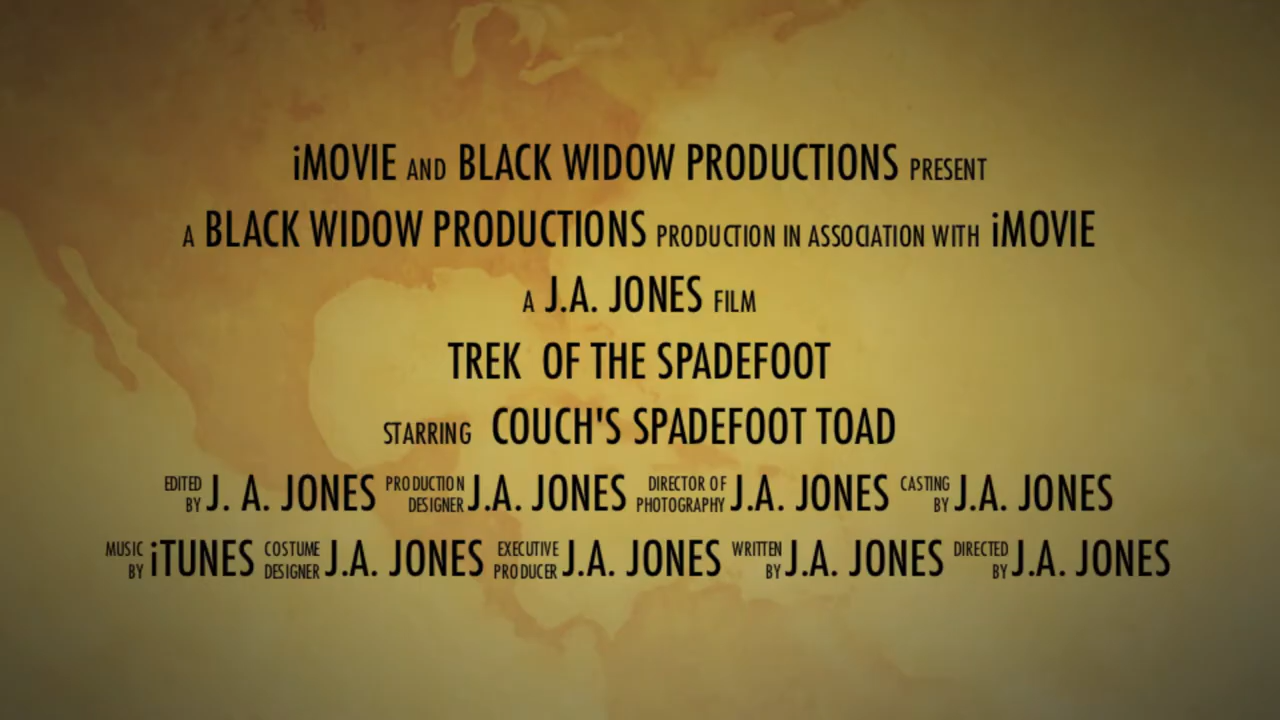 iMOVIE AND BLACK WIDOW PRODUCTIONS PRESENT
A BLACK WIDOW PRODUCTIONS PRODUCTION IN ASSOCIATION WITH iMOVIE
A J.A. JONES FILM
TREK OF THE SPADEFOOT
STARRING COUCH'S SPADEFOOT TOAD
EDITED BY J. A. JONES PRODUCTION DESIGNER J.A. JONES DIRECTOR OF PHOTOGRAPHY J.A. JONES CASTING BY J.A. JONES
MUSIC BY iTUNES COSTUME DESIGNER J.A. JONES EXECUTIVE PRODUCER J.A. JONES WRITTEN BY J.A. JONES DIRECTED BY J.A. JONES